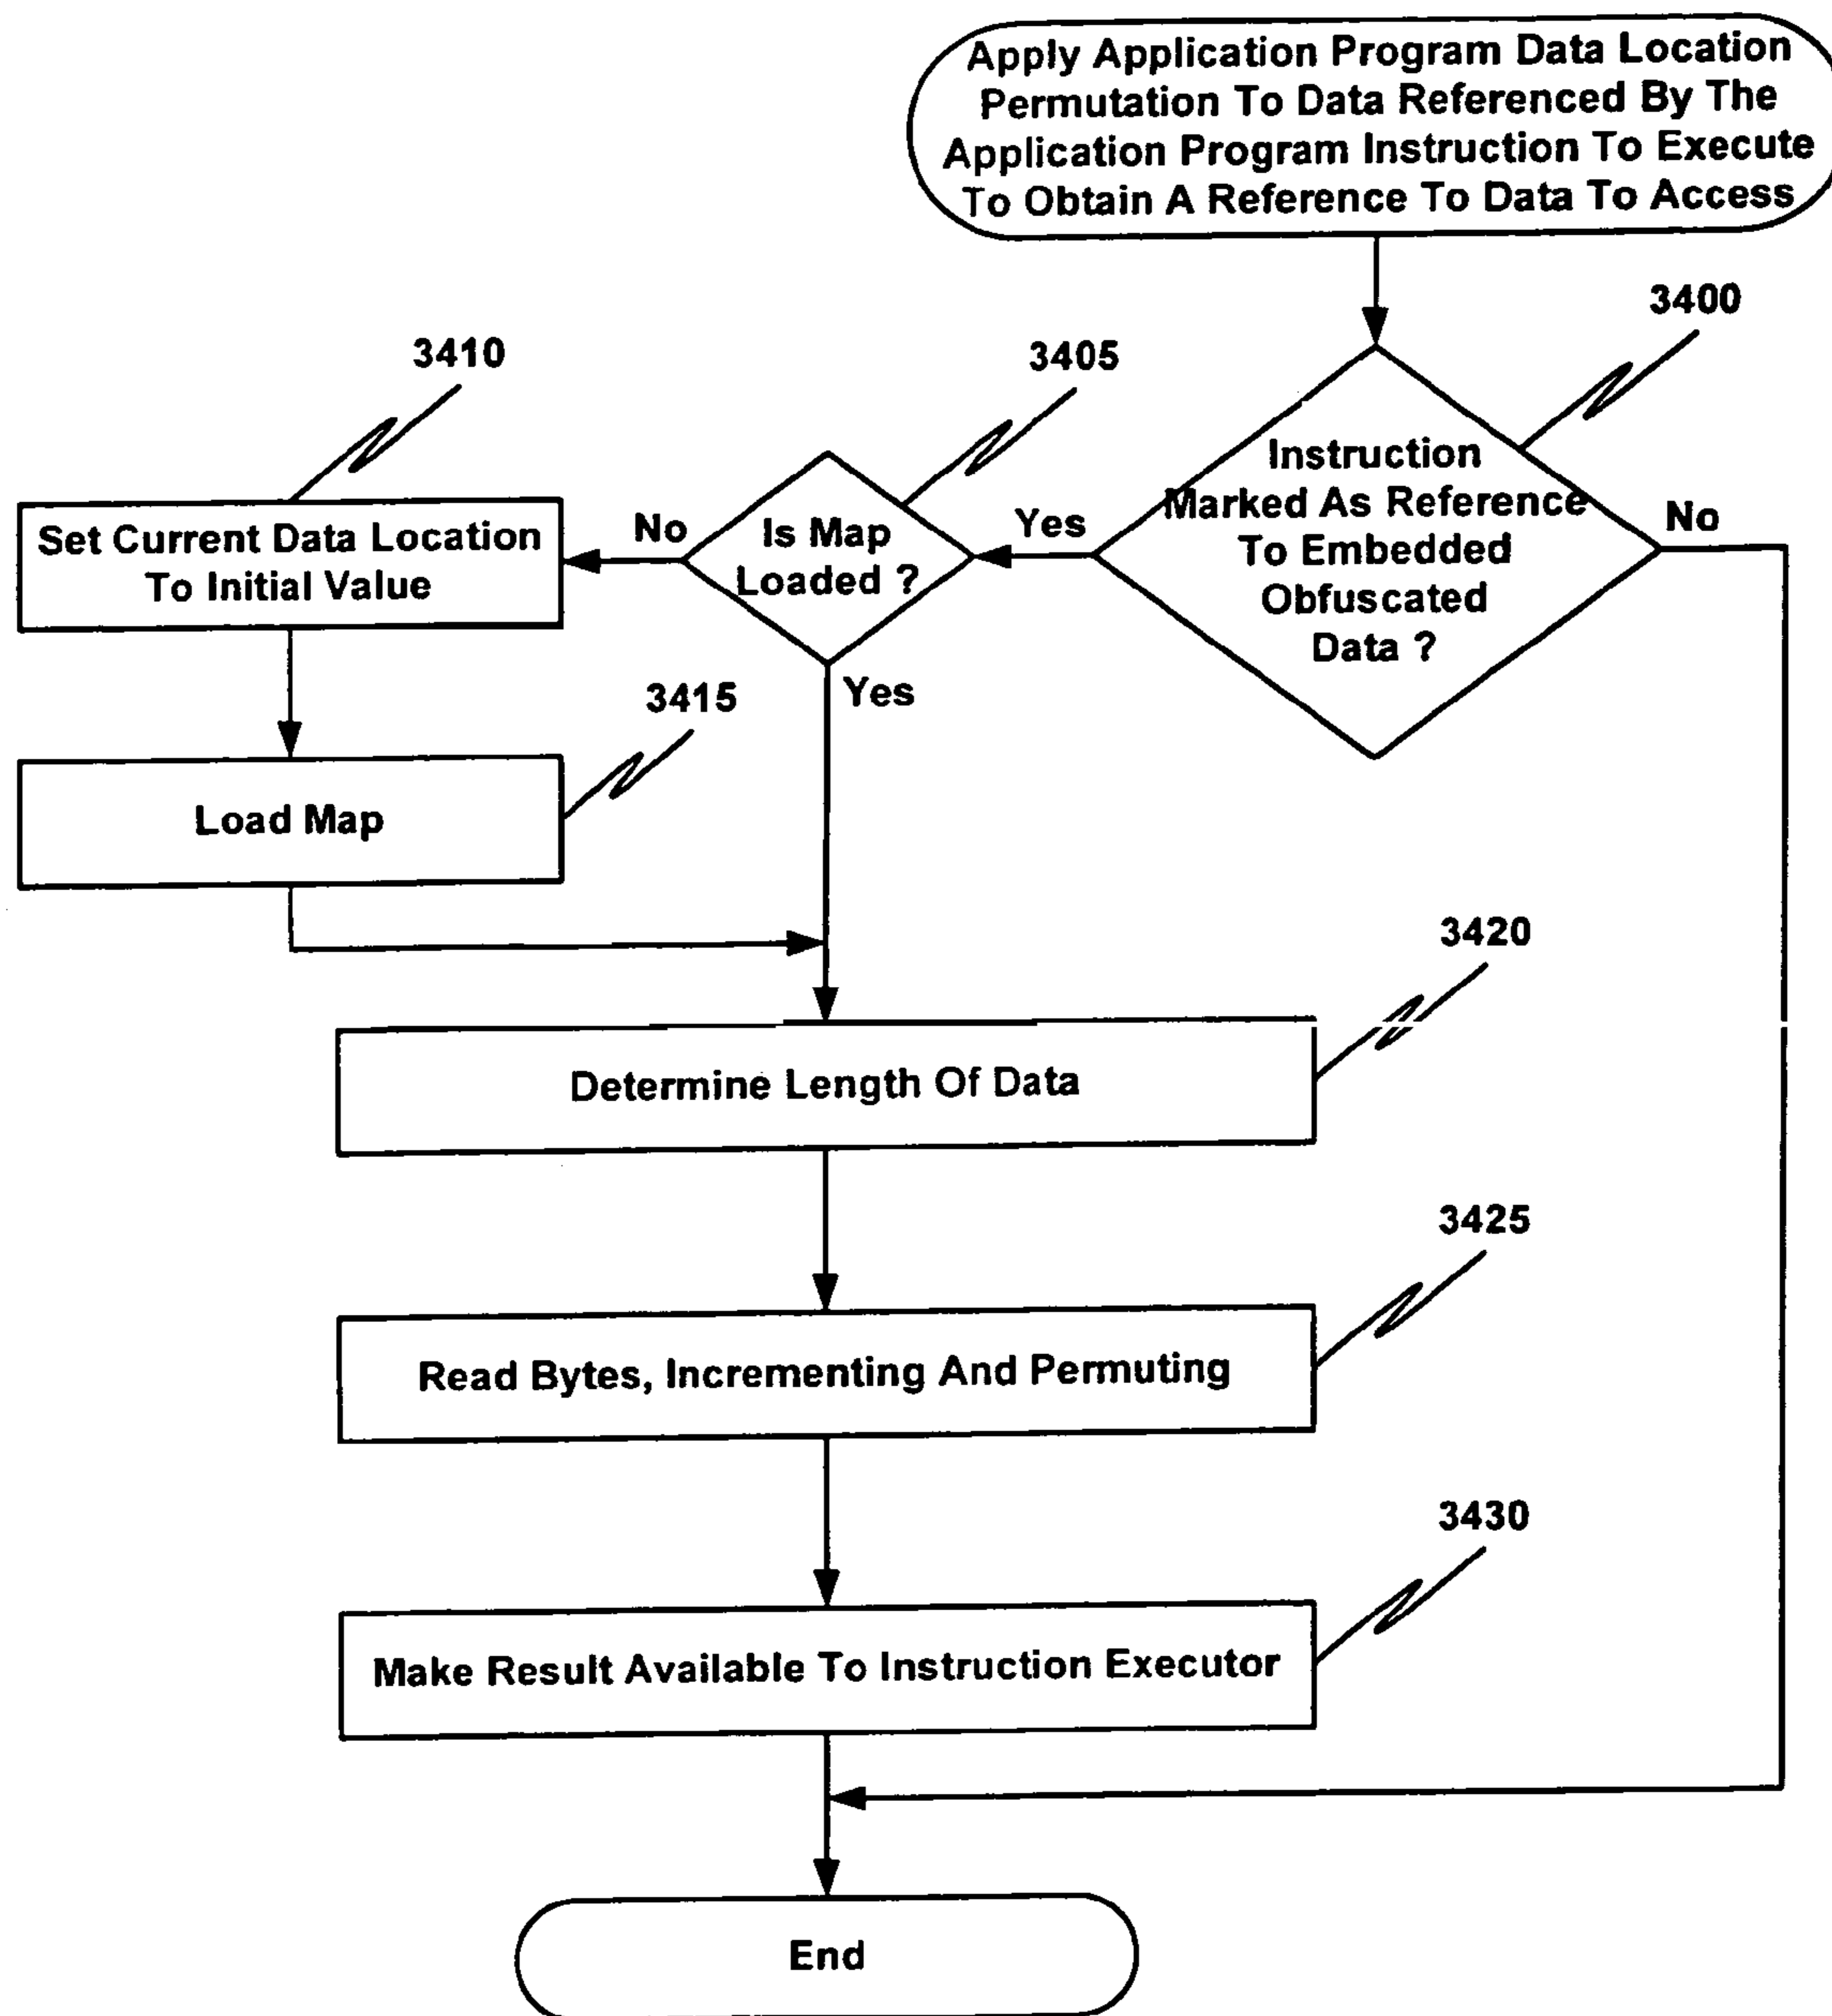 Apply Application Program Data Location
Permutation To Data Referenced By The
Application Program Instruction To Execute
To Obtain A Reference To Data To Access
3400
3410
3405
Instruction
Marked As Reference
To Embedded
Obfuscated
Data ?
No
Yes
Is Map
Loaded ?
No
Set Current Data Location
To Initial Value
Yes
3415
Load Map
3420
Determine Length Of Data
3425
Read Bytes, Incrementing And Permuting
3430
Make Result Available To Instruction Executor
End